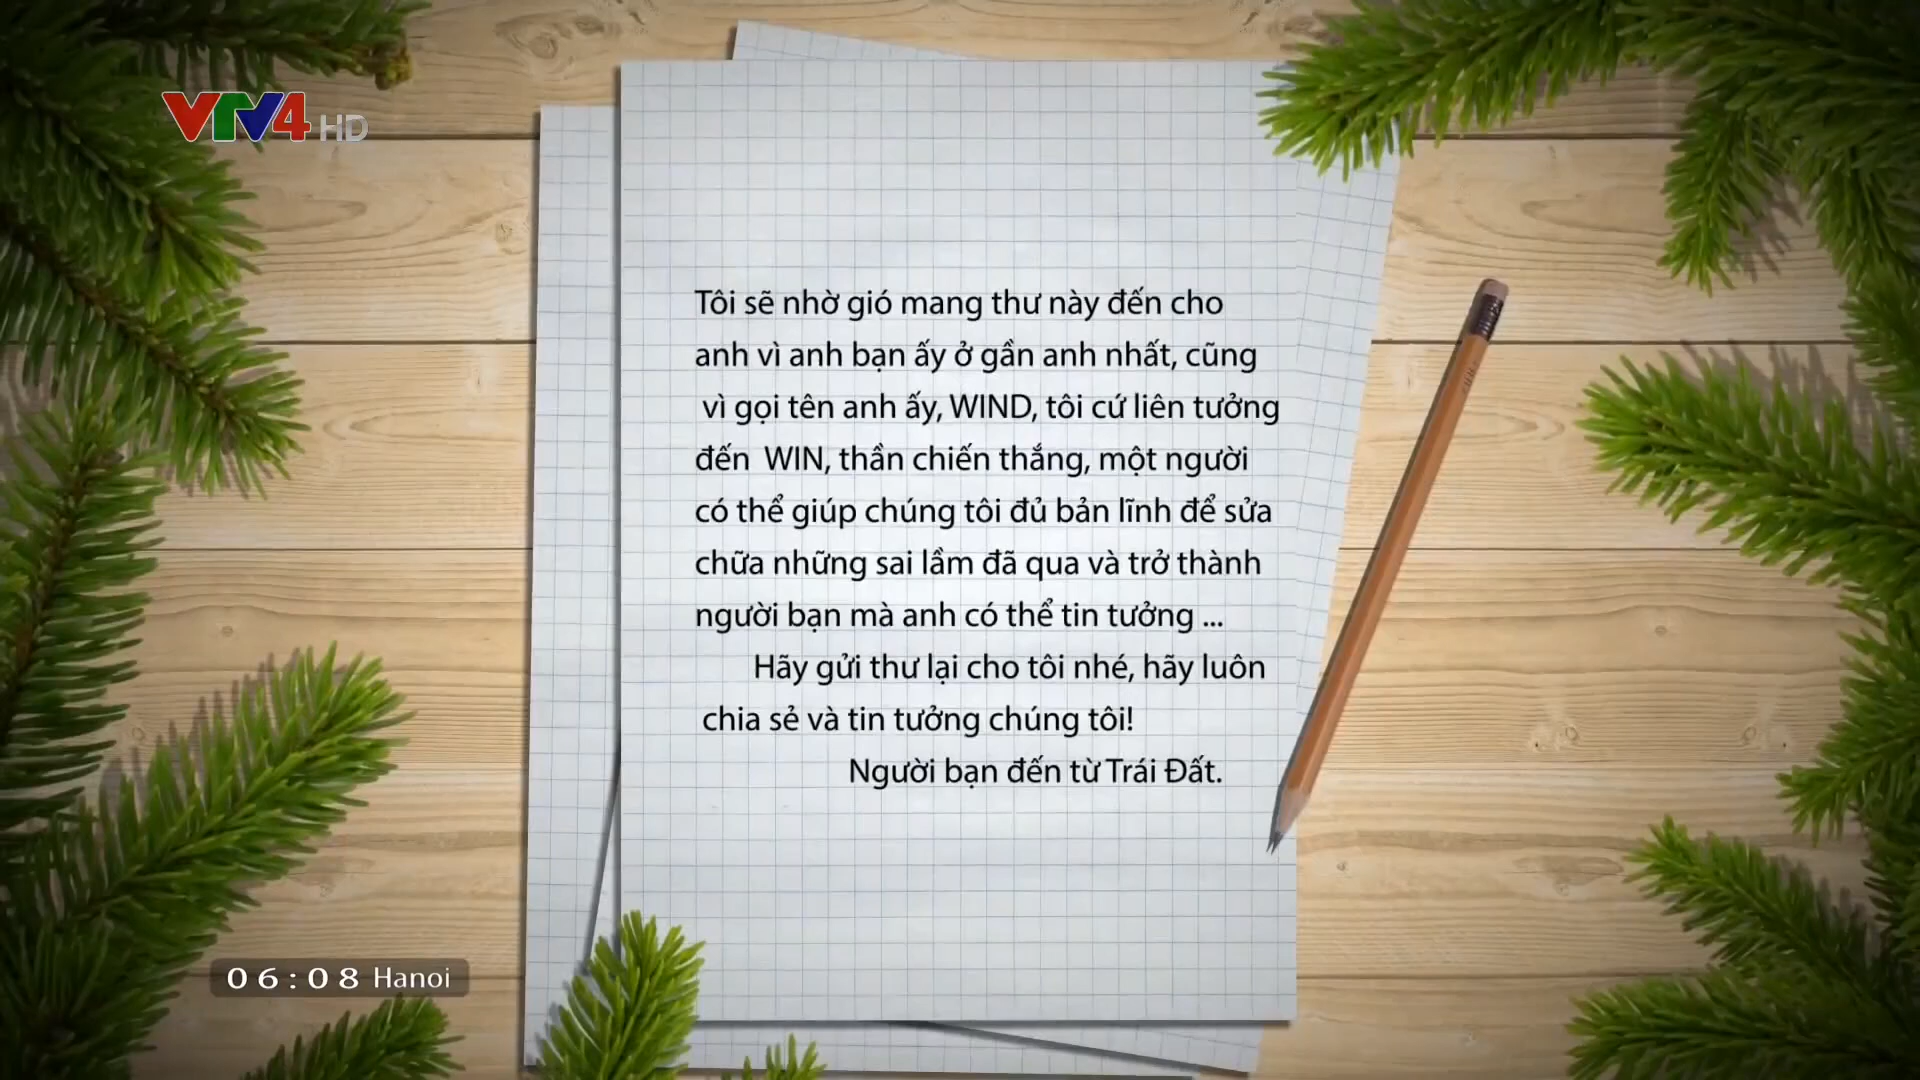 VTV4 HD
Tôi sẽ nhờ gió mang thư này đến cho
anh vì anh bạn ấy ở gần anh nhất, cũng
vì gọi tên anh ấy, WIND, tôi cứ liên tưởng
đến WIN, thần chiến thắng, một người
có thể giúp chúng tôi đủ bản lĩnh để sửa
chữa những sai lầm đã qua và trở thành
người bạn mà anh có thể tin tưởng ...
Hãy gửi thư lại cho tôi nhé, hãy luôn
chia sẻ và tin tưởng chúng tôi!
Người bạn đến từ Trái Đất.
06:08 Hanoi